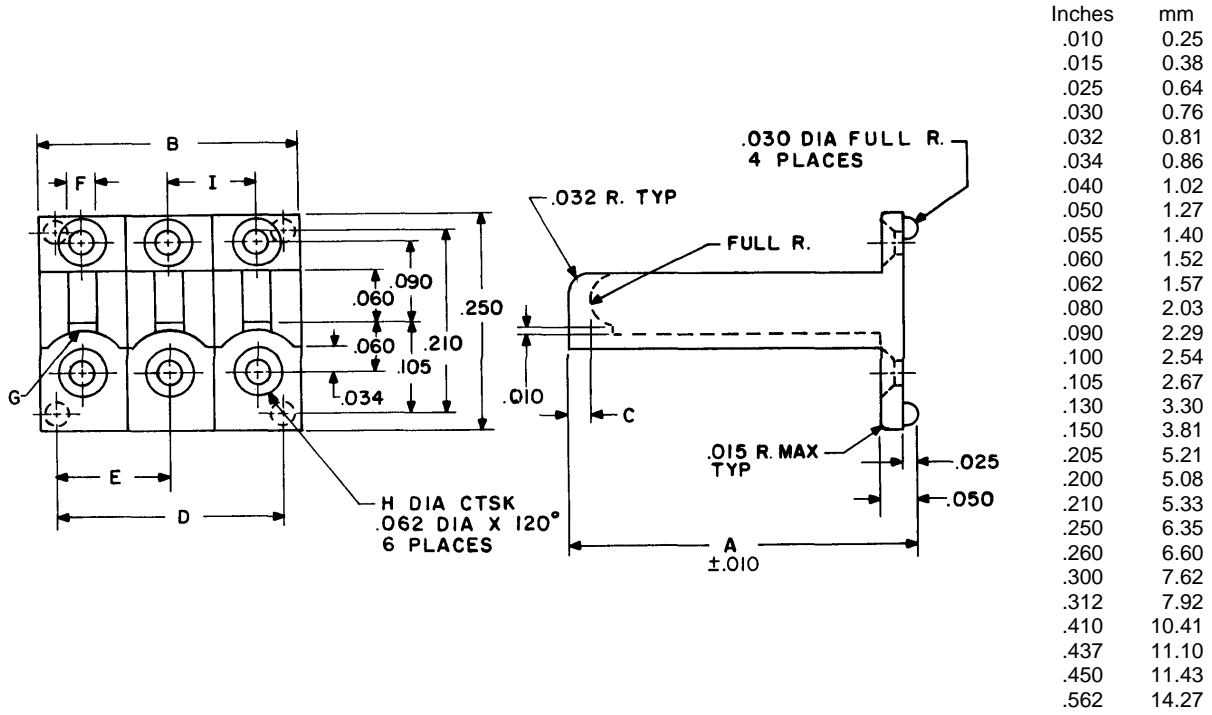 Inches mm
.010 0.25
.015 0.38
.025 0.64
.030 0.76
.032 0.81
.034 0.86
.040 1.02
.050 1.27
.055 1.40
.060 1.52
.062 1.57
.080 2.03
.090 2.29
.100 2.54
.105 2.67
.130 3.30
.150 3.81
.205 5.21
.200 5.08
.210 5.33
.250 6.35
.260 6.60
.300 7.62
.312 7.92
.410 10.41
.437 11.10
.450 11.43
.562 14.27
B
F
I
.090
.060
.250
.060
.210
.105
.034
G
E
D
H DIA CTSK
.062 DIA X 120°
6 PLACES
.030 DIA FULL R.
4 PLACES
.032 R. TYP
FULL R.
.010
C
.015 R. MAX
TYP
.025
.050
A
±.010